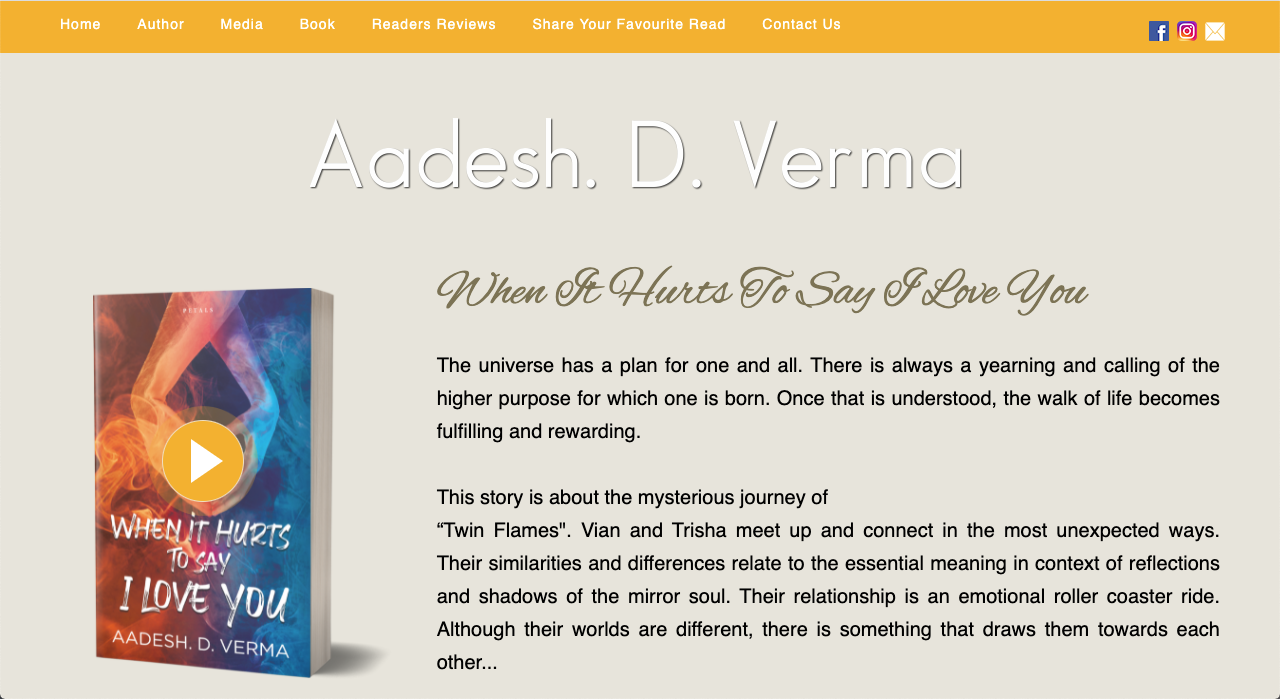 Home Author Media Book Readers Reviews Share Your Favourite Read Contact Us
Aadesh. D. Verma
When It Hurts To Say I Love You
The universe has a plan for one and all. There is always a yearning and calling of the
higher purpose for which one is born. Once that is understood, the walk of life becomes
fulfilling and rewarding.
This story is about the mysterious journey of
“Twin Flames". Vian and Trisha meet up and connect in the most unexpected ways.
Their similarities and differences relate to the essential meaning in context of reflections
and shadows of the mirror soul. Their relationship is an emotional roller coaster ride.
Although their worlds are different, there is something that draws them towards each
other...
WHEN IT HURTS
TO SAY
I LOVE YOU
AADESH. D. VERMA